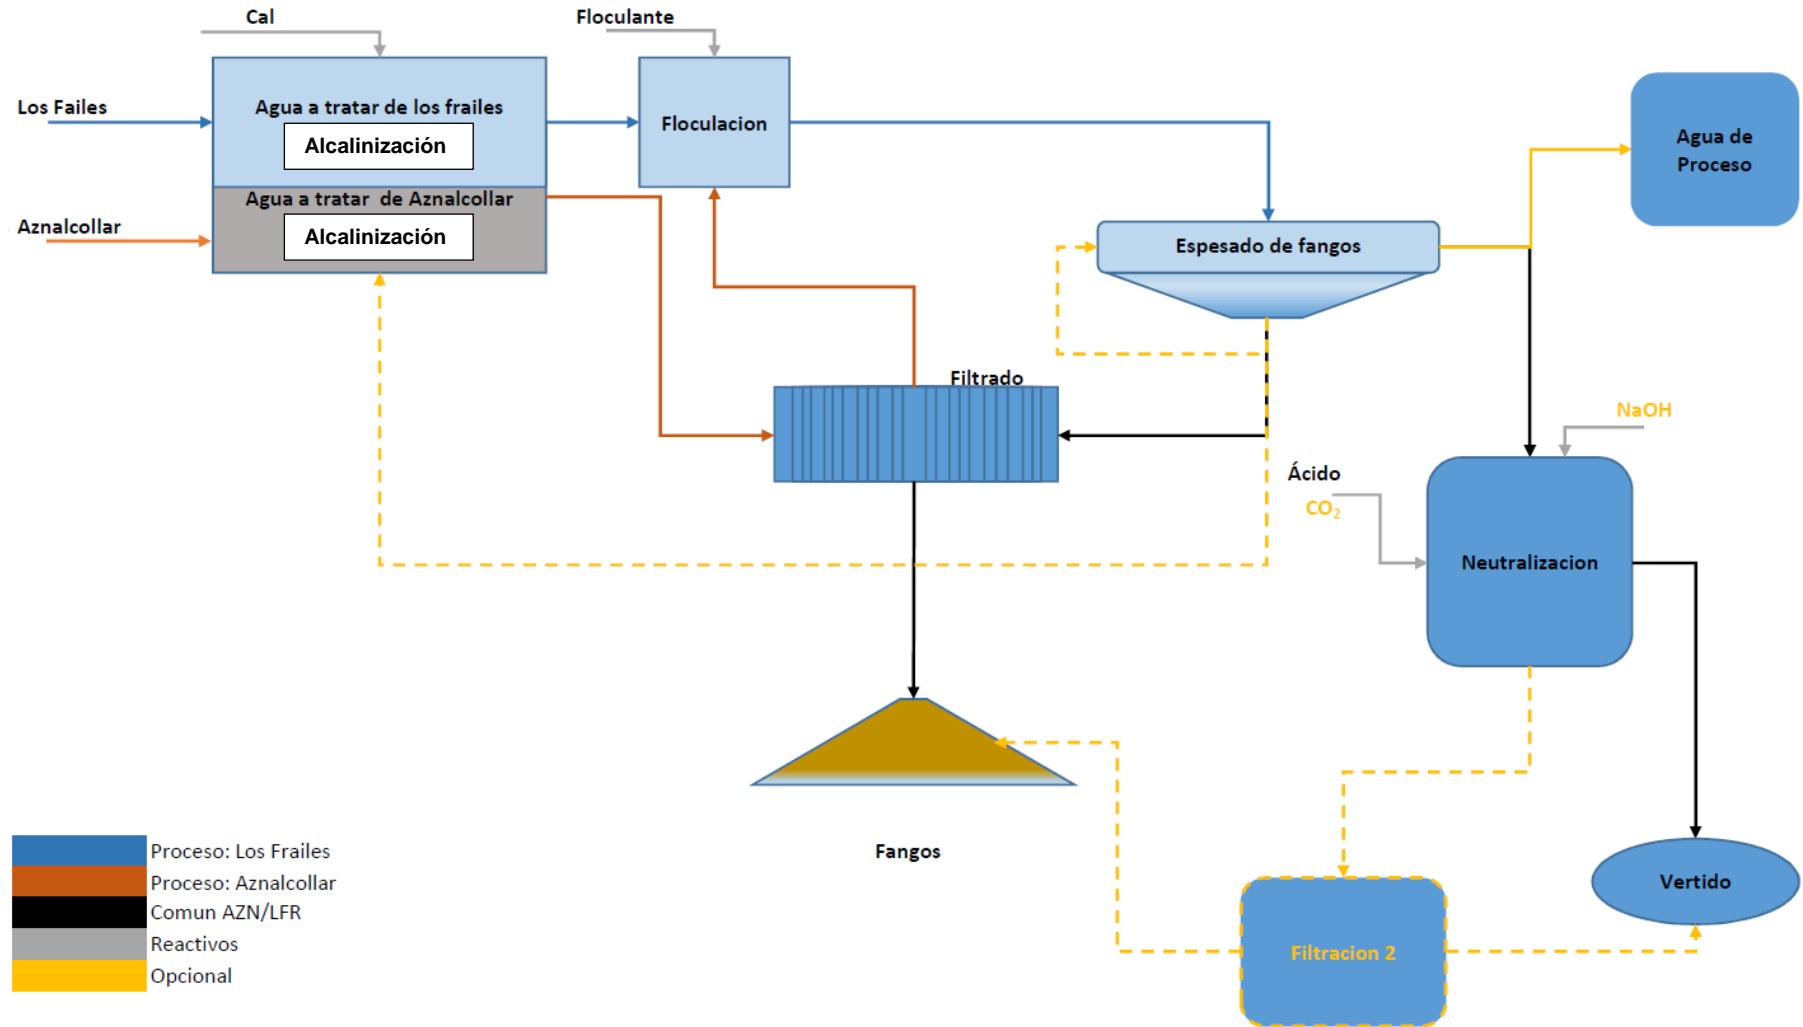 Cal
Floculante
Los Failes
Agua a tratar de los frailes
Alcalinización
Floculacion
Agua de
Proceso
Agua a tratar  de Aznalcollar
Aznalcollar
Alcalinización
Espesado de fangos
Filtrado
NaOH
Ácido
CO₂
Neutralizacion
Fangos
Proceso: Los Frailes
Proceso: Aznalcollar
Comun AZN/LFR
Reactivos
Opcional
Vertido
Filtracion 2